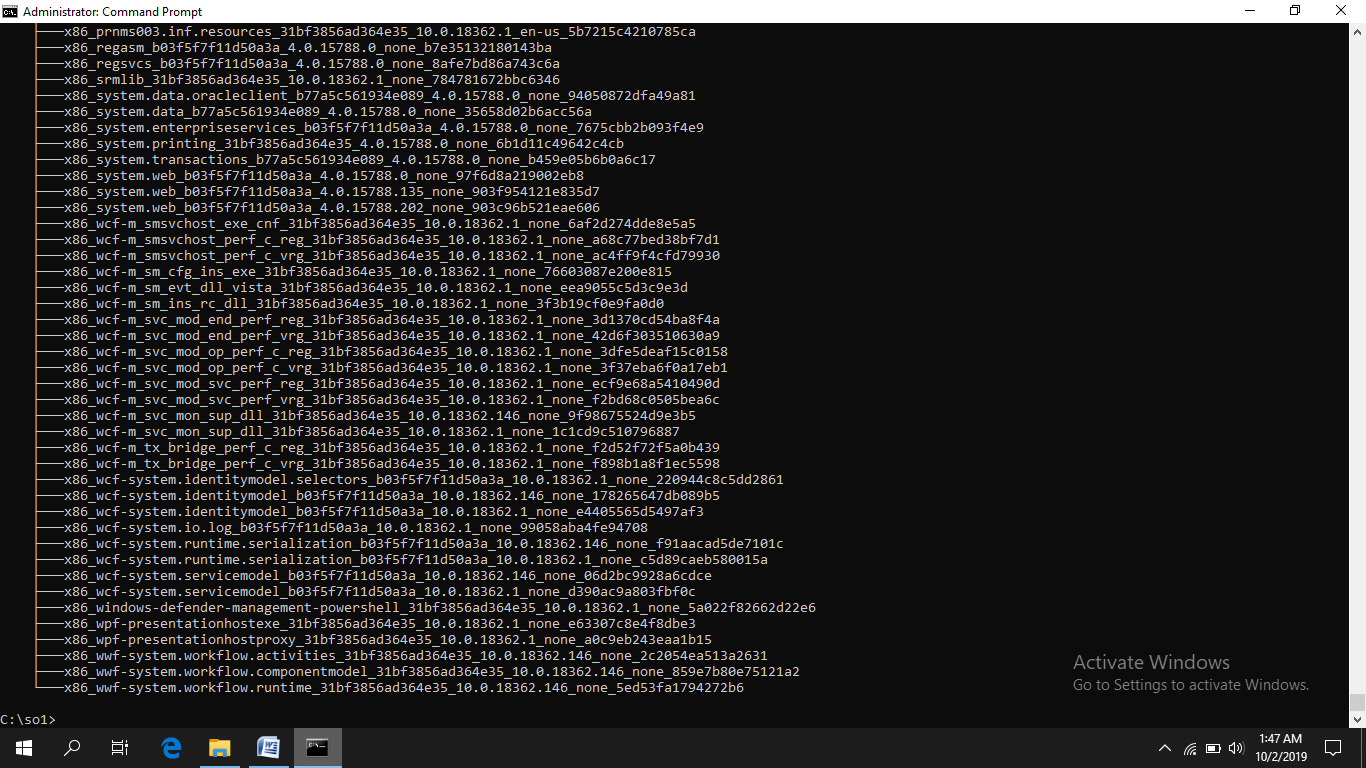 Administrator: Command Prompt
├───x86_prnms003.inf.resources_31bf3856ad364e35_10.0.18362.1_en-us_5b7215c4210785ca
├───x86_regasm_b03f5f7f11d50a3a_4.0.15788.0_none_b7e35132180143ba
├───x86_regsvcs_b03f5f7f11d50a3a_4.0.15788.0_none_8afe7bd86a743c6a
├───x86_srmlib_31bf3856ad364e35_10.0.18362.1_none_784781672bbc6346
├───x86_system.data.oracleclient_b77a5c561934e089_4.0.15788.0_none_94050872dfa49a81
├───x86_system.data_b77a5c561934e089_4.0.15788.0_none_35658d02b6acc56a
├───x86_system.enterpriseservices_b03f5f7f11d50a3a_4.0.15788.0_none_7675cbb2b093f4e9
├───x86_system.printing_31bf3856ad364e35_4.0.15788.0_none_6b1d11c49642c4cb
├───x86_system.transactions_b77a5c561934e089_4.0.15788.0_none_b459e05b6b0a6c17
├───x86_system.web_b03f5f7f11d50a3a_4.0.15788.0_none_97f6d8a219002eb8
├───x86_system.web_b03f5f7f11d50a3a_4.0.15788.135_none_903f954121e835d7
├───x86_system.web_b03f5f7f11d50a3a_4.0.15788.202_none_903c96b521eae606
├───x86_wcf-m_smsvchost_exe_cnf_31bf3856ad364e35_10.0.18362.1_none_6af2d274dde8e5a5
├───x86_wcf-m_smsvchost_perf_c_reg_31bf3856ad364e35_10.0.18362.1_none_a68c77bed38bf7d1
├───x86_wcf-m_smsvchost_perf_c_vrg_31bf3856ad364e35_10.0.18362.1_none_ac4ff9f4cfd79930
├───x86_wcf-m_sm_cfg_ins_exe_31bf3856ad364e35_10.0.18362.1_none_76603087e200e815
├───x86_wcf-m_sm_evt_dll_vista_31bf3856ad364e35_10.0.18362.1_none_eea9055c5d3c9e3d
├───x86_wcf-m_sm_ins_rc_dll_31bf3856ad364e35_10.0.18362.1_none_3f3b19cf0e9fa0d0
├───x86_wcf-m_svc_mod_end_perf_reg_31bf3856ad364e35_10.0.18362.1_none_3d1370cd54ba8f4a
├───x86_wcf-m_svc_mod_end_perf_vrg_31bf3856ad364e35_10.0.18362.1_none_42d6f303510630a9
├───x86_wcf-m_svc_mod_op_perf_c_reg_31bf3856ad364e35_10.0.18362.1_none_3dfe5deaf15c0158
├───x86_wcf-m_svc_mod_op_perf_c_vrg_31bf3856ad364e35_10.0.18362.1_none_3f37eba6f0a17eb1
├───x86_wcf-m_svc_mod_svc_perf_reg_31bf3856ad364e35_10.0.18362.1_none_ecf9e68a5410490d
├───x86_wcf-m_svc_mod_svc_perf_vrg_31bf3856ad364e35_10.0.18362.1_none_f2bd68c0505bea6c
├───x86_wcf-m_svc_mon_sup_dll_31bf3856ad364e35_10.0.18362.146_none_9f98675524d9e3b5
├───x86_wcf-m_svc_mon_sup_dll_31bf3856ad364e35_10.0.18362.1_none_1c1cd9c510796887
├───x86_wcf-m_tx_bridge_perf_c_reg_31bf3856ad364e35_10.0.18362.1_none_f2d52f72f5a0b439
├───x86_wcf-m_tx_bridge_perf_c_vrg_31bf3856ad364e35_10.0.18362.1_none_f898b1a8f1ec5598
├───x86_wcf-system.identitymodel.selectors_b03f5f7f11d50a3a_10.0.18362.1_none_220944c8c5dd2861
├───x86_wcf-system.identitymodel_b03f5f7f11d50a3a_10.0.18362.146_none_178265647db089b5
├───x86_wcf-system.identitymodel_b03f5f7f11d50a3a_10.0.18362.1_none_e4405565d5497af3
├───x86_wcf-system.io.log_b03f5f7f11d50a3a_10.0.18362.1_none_99058aba4fe94708
├───x86_wcf-system.runtime.serialization_b03f5f7f11d50a3a_10.0.18362.146_none_f91aacad5de7101c
├───x86_wcf-system.runtime.serialization_b03f5f7f11d50a3a_10.0.18362.1_none_c5d89caeb580015a
├───x86_wcf-system.servicemodel_b03f5f7f11d50a3a_10.0.18362.146_none_06d2bc9928a6cdce
├───x86_wcf-system.servicemodel_b03f5f7f11d50a3a_10.0.18362.1_none_d390ac9a803fbf0c
├───x86_windows-defender-management-powershell_31bf3856ad364e35_10.0.18362.1_none_5a022f82662d22e6
├───x86_wpf-presentationhostexe_31bf3856ad364e35_10.0.18362.1_none_e63307c8e4f8dbe3
├───x86_wpf-presentationhostproxy_31bf3856ad364e35_10.0.18362.1_none_a0c9eb243eaa1b15
├───x86_wwf-system.workflow.activities_31bf3856ad364e35_10.0.18362.146_none_2c2054ea513a2631
├───x86_wwf-system.workflow.componentmodel_31bf3856ad364e35_10.0.18362.146_none_859e7b80e75121a2
└───x86_wwf-system.workflow.runtime_31bf3856ad364e35_10.0.18362.146_none_5ed53fa1794272b6
Activate Windows
Go to Settings to activate Windows.
C:\so1>
1:47 AM
10/2/2019